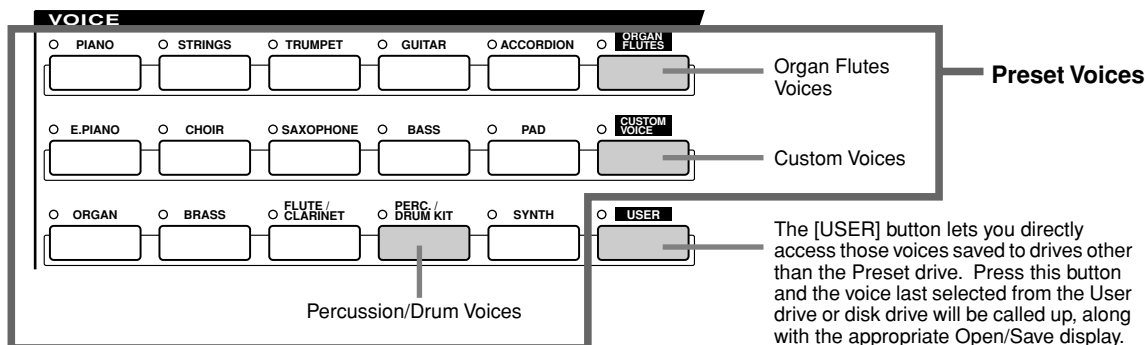 VOICE
PIANO STRINGS TRUMPET GUITAR ACCORDION ORGAN FLUTES
Organ Flutes
Voices
Preset Voices
E.PIANO CHOIR SAXOPHONE BASS PAD CUSTOM VOICE
Custom Voices
ORGAN BRASS FLUTE / CLARINET PERC. / DRUM KIT SYNTH USER
Percussion/Drum Voices
The [USER] button lets you directly
access those voices saved to drives other
than the Preset drive. Press this button
and the voice last selected from the User
drive or disk drive will be called up, along
with the appropriate Open/Save display.